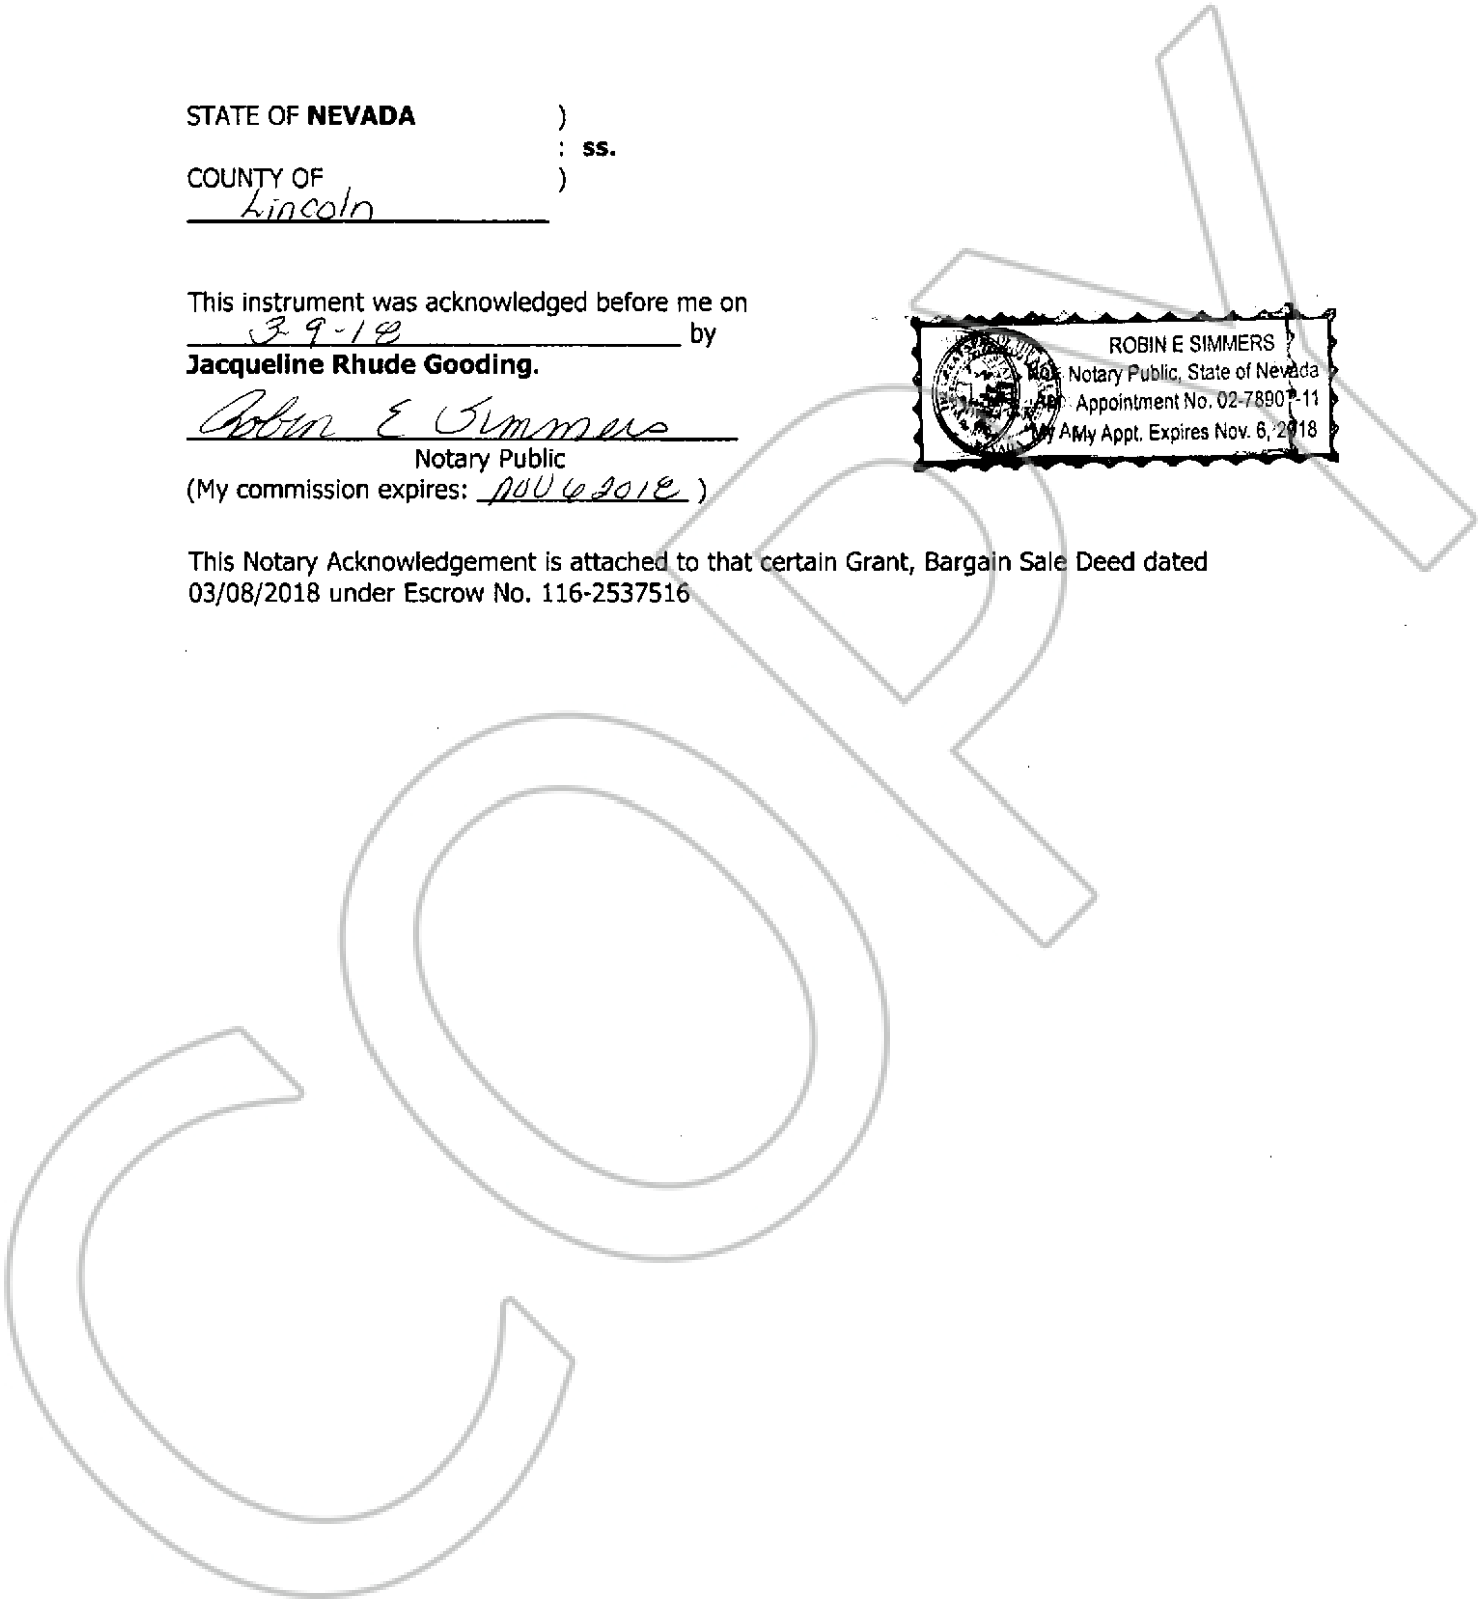 STATE OF NEVADA )
: ss.
COUNTY OF )
Lincoln
This instrument was acknowledged before me on
3-9-18 by
Jacqueline Rhude Gooding.
Robin E Simmers
Notary Public
(My commission expires: Nov 6 2018 )
ROBIN E SIMMERS
Notary Public, State of Nevada
Appointment No. 02-78907-11
My Appt. Expires Nov. 6, 2018
This Notary Acknowledgement is attached to that certain Grant, Bargain Sale Deed dated
03/08/2018 under Escrow No. 116-2537516
COPY